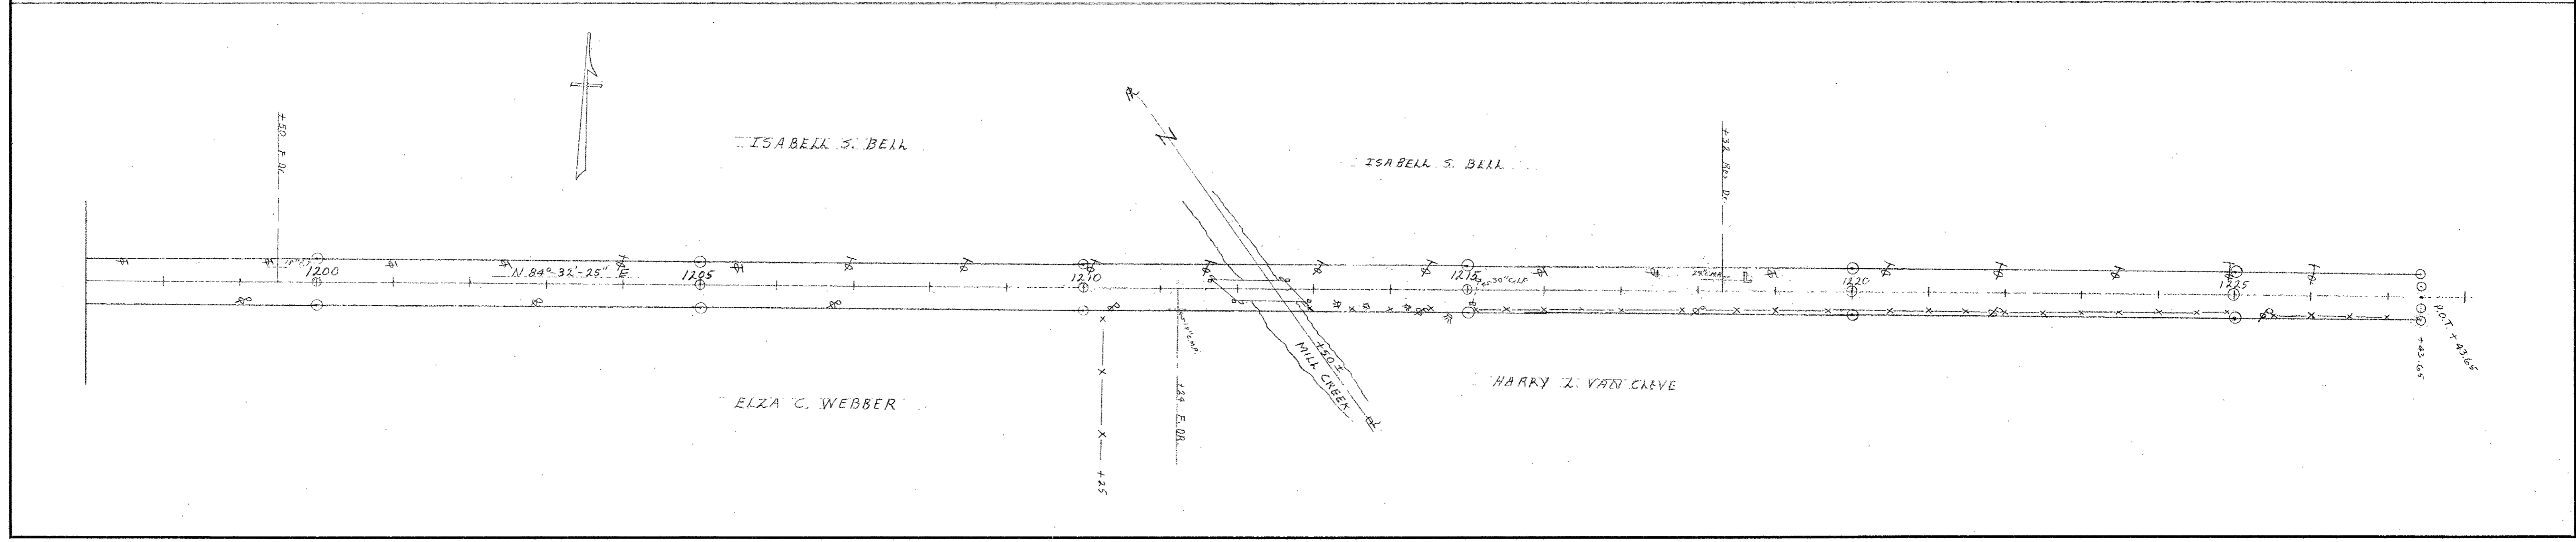 +50 F. Dr.
ISABELL S. BELL
ISABELL S. BELL
+32 Res. Dr.
1200
N 84°-32'-25" E
1205
1210
1215
1220
1225
P.O.T. + 43.65
+43.65
+50±
MILL CREEK
+24 F. DR.
+25
ELZA C. WEBBER
HARRY L. VAN CLEVE